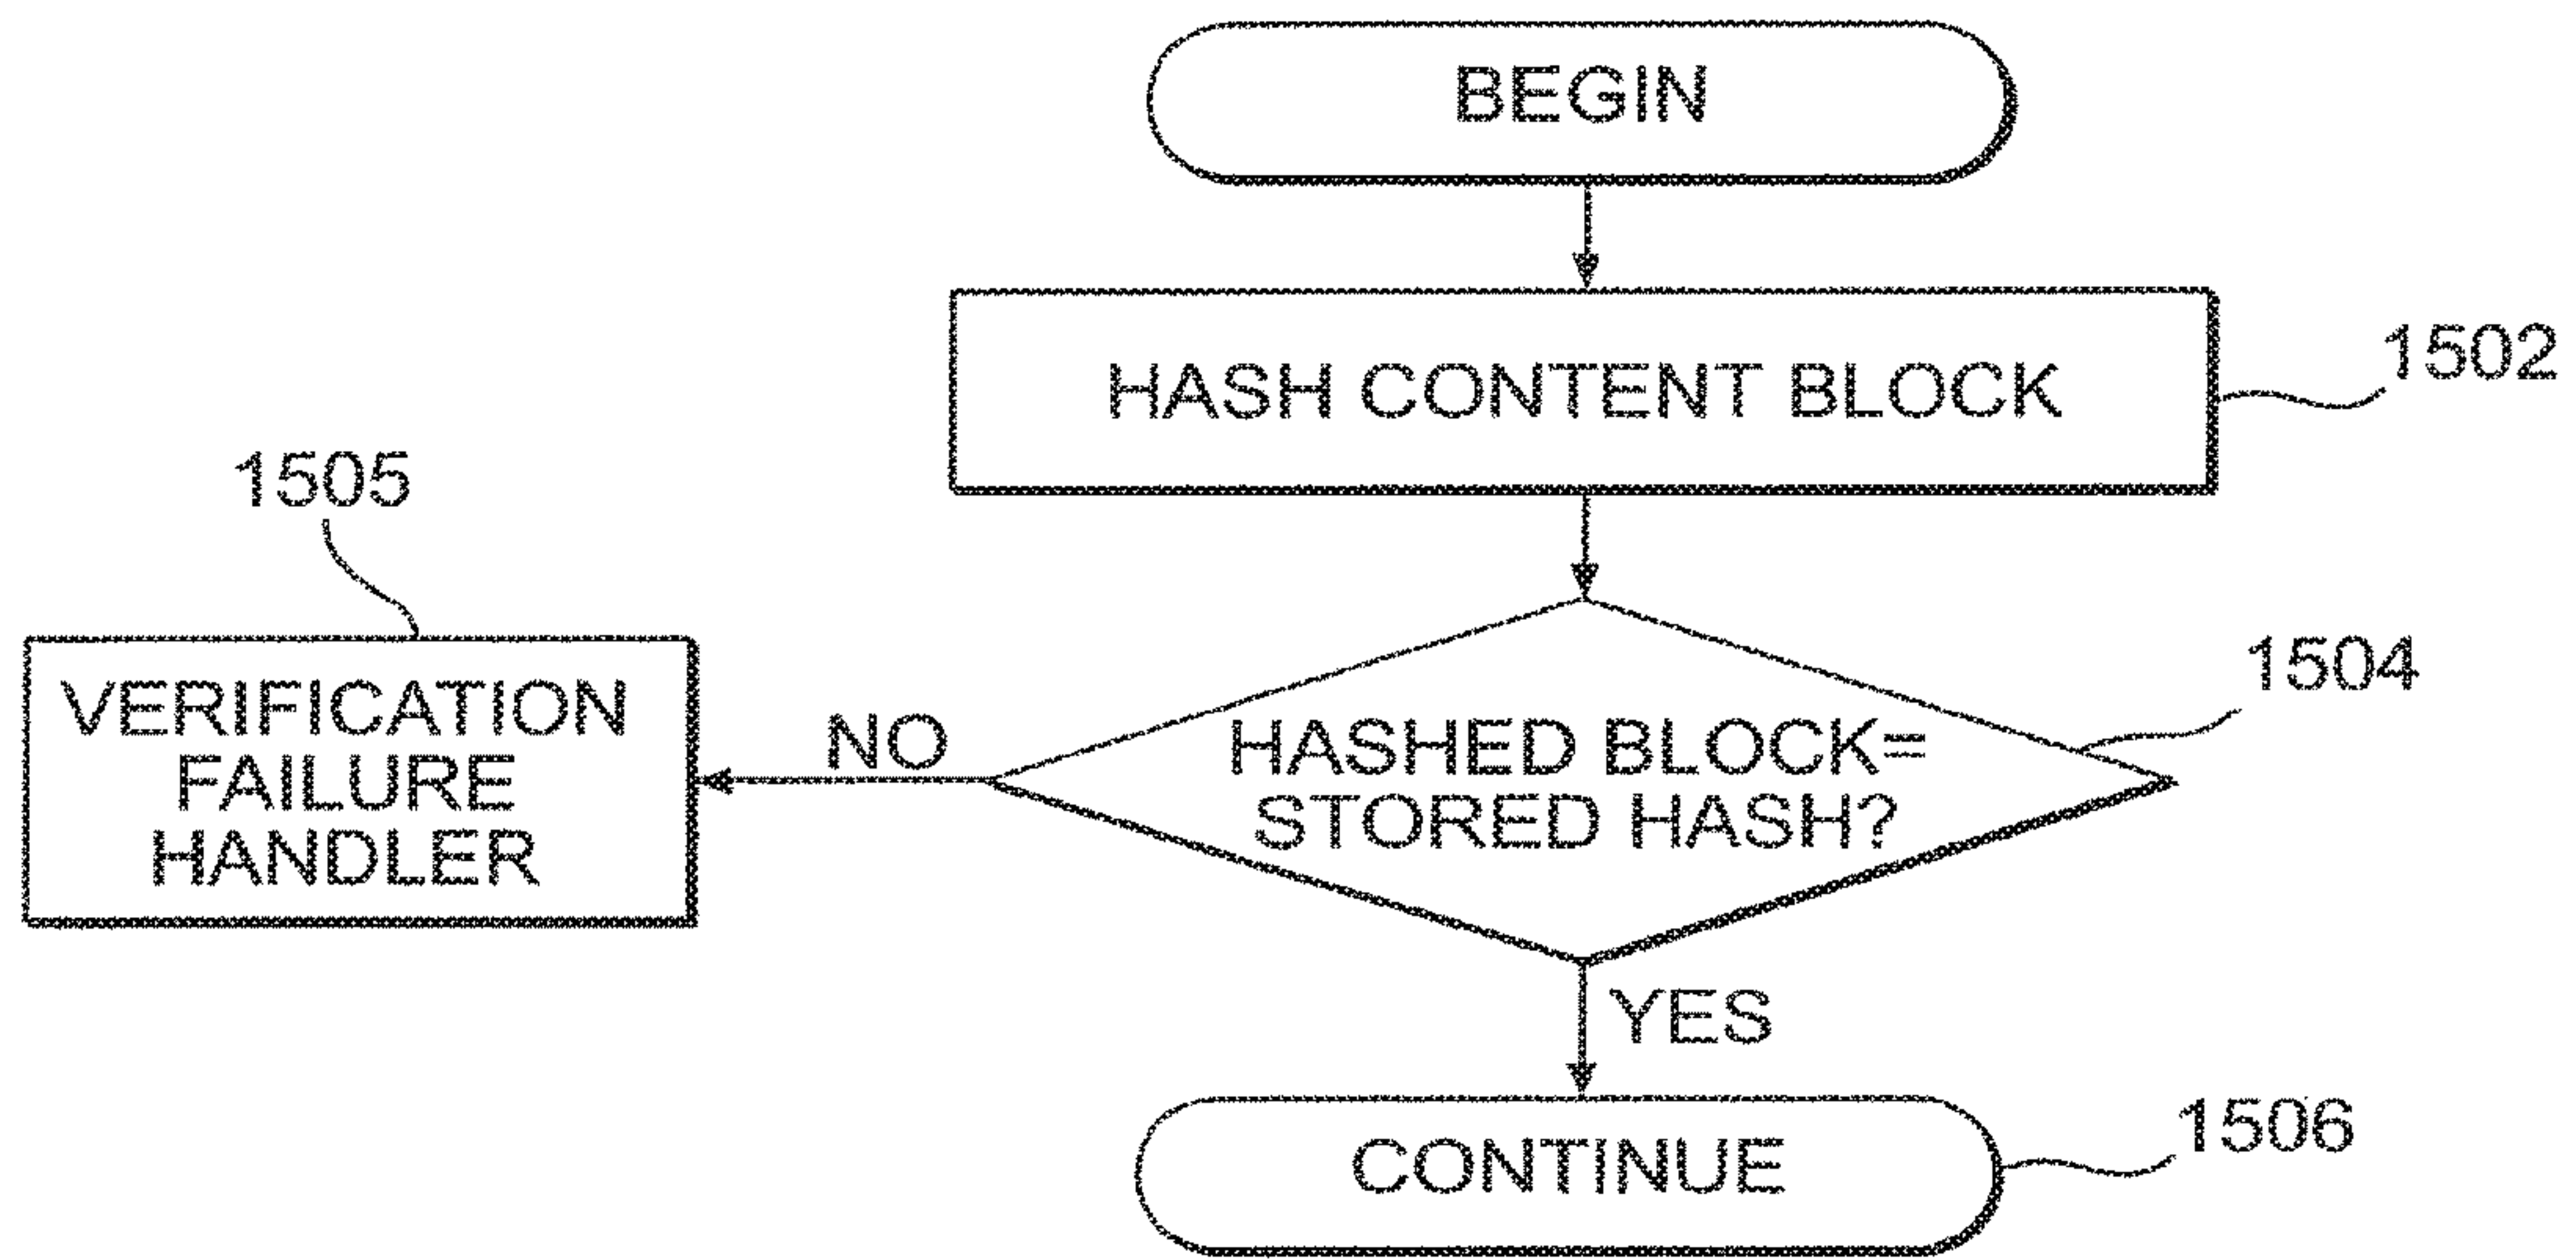 BEGIN
HASH CONTENT BLOCK
1502
1505
VERIFICATION
FAILURE
HANDLER
NO
HASHED BLOCK=
STORED HASH?
1504
YES
CONTINUE
1506